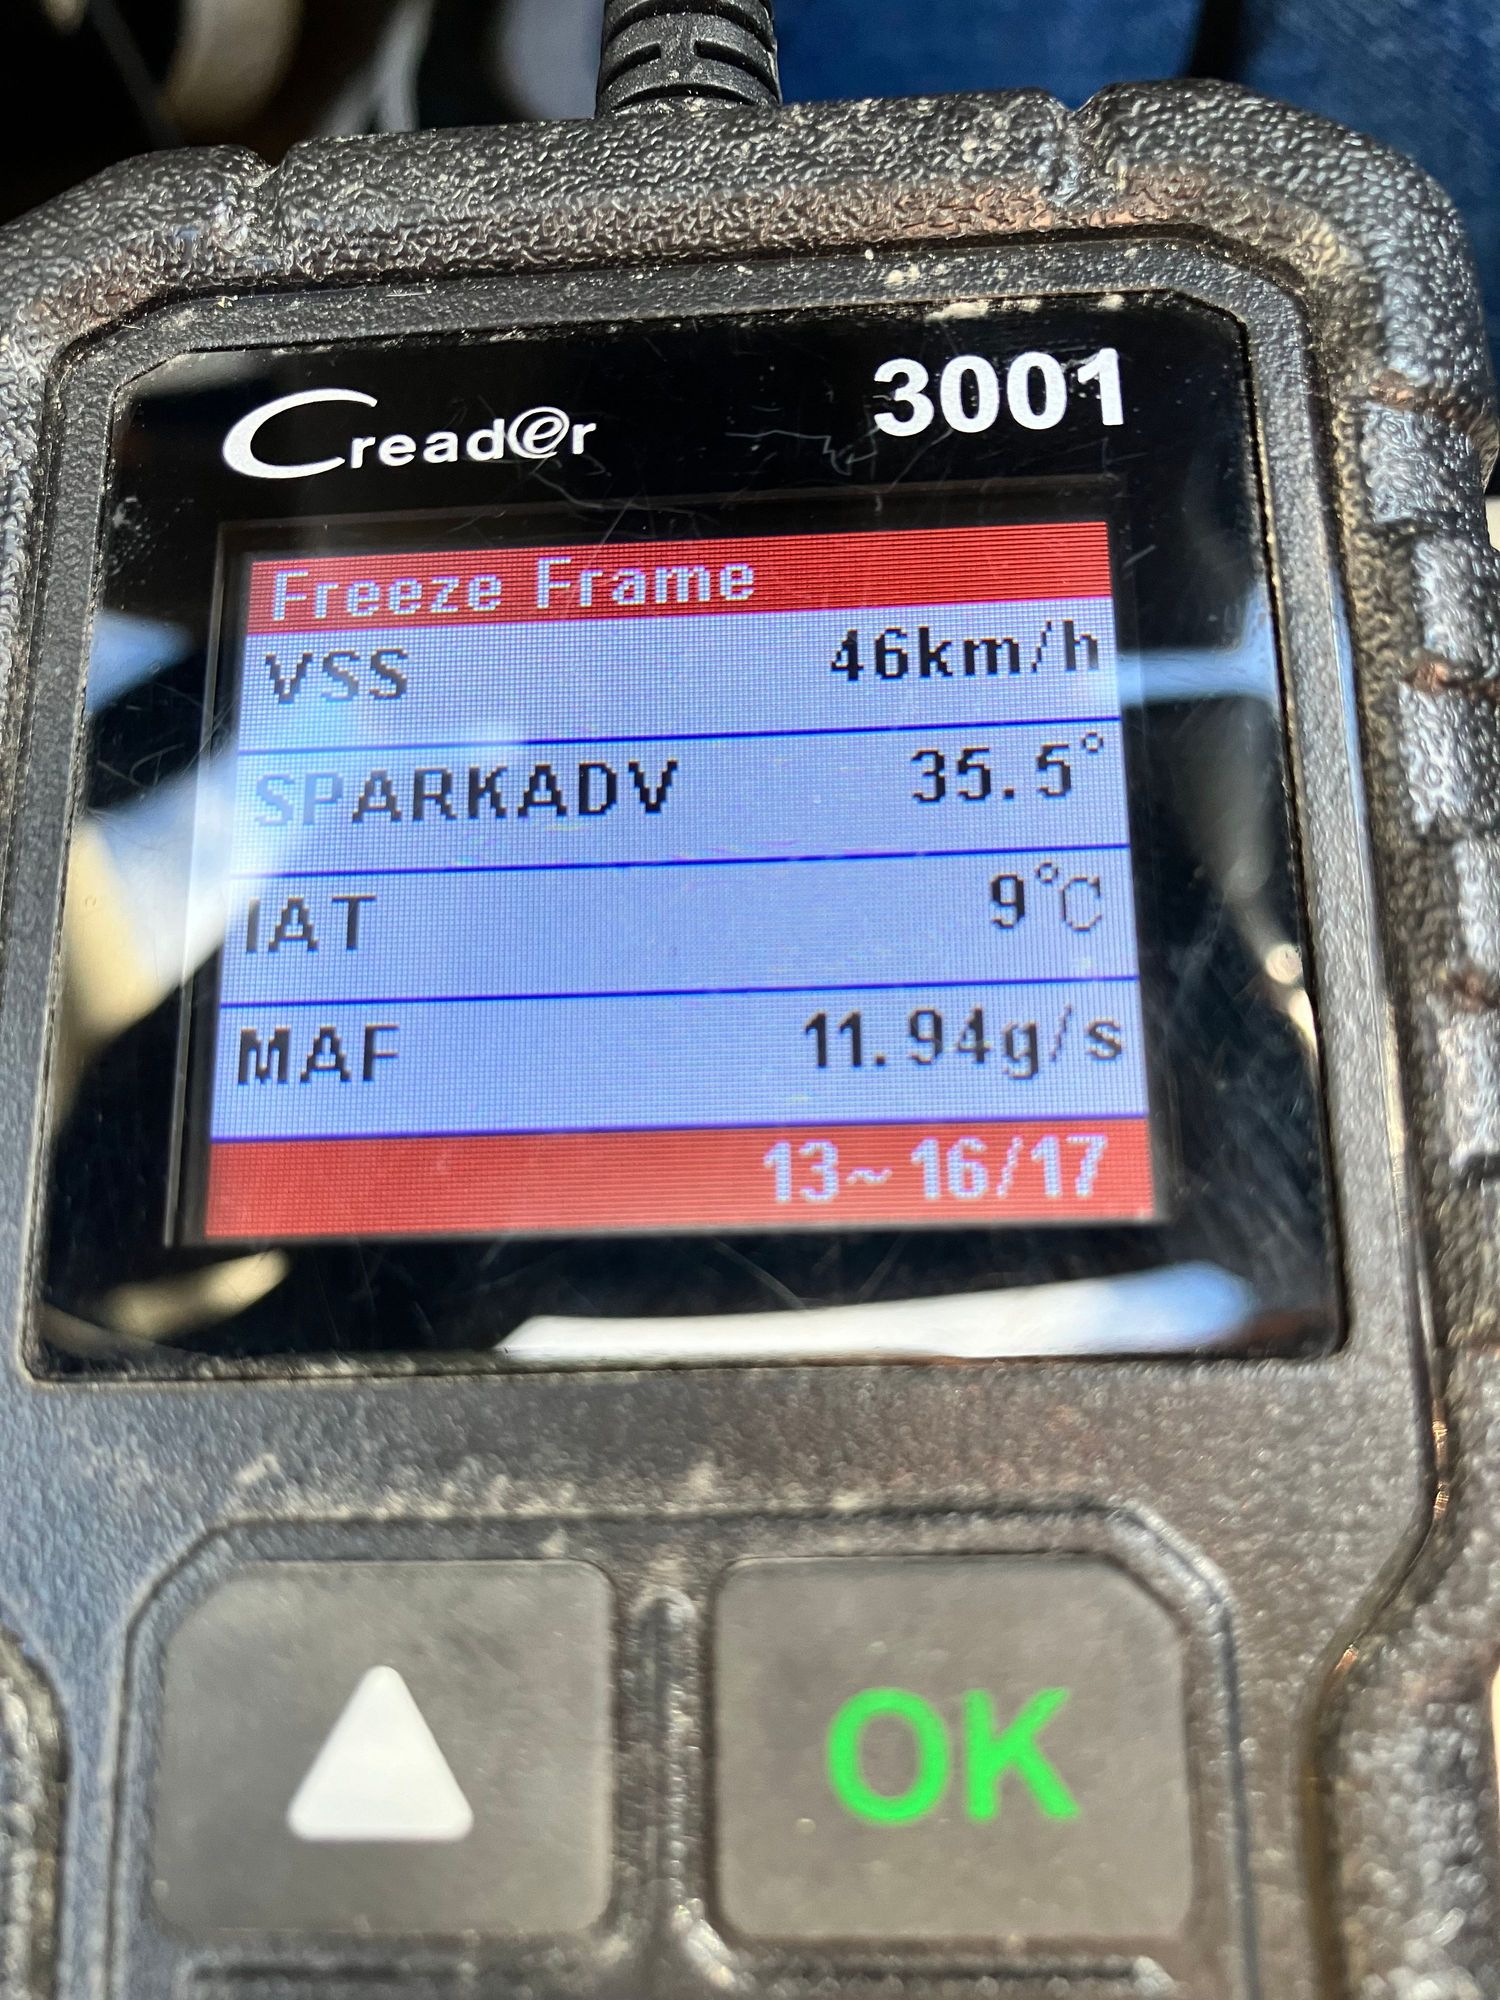 Creader 3001
Freeze Frame
VSS 46km/h
SPARKADV 35.5°
IAT 9°C
MAF 11.94g/s
13~16/17
OK